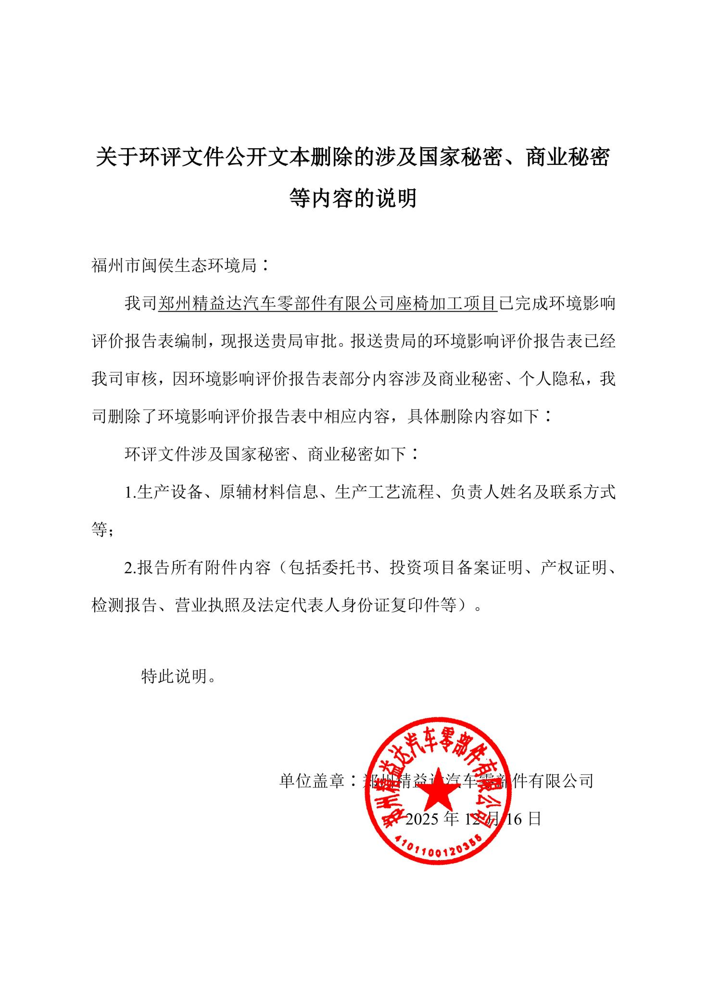 关于环评文件公开文本删除的涉及国家秘密、商业秘密
等内容的说明
福州市闽侯生态环境局：
我司郑州精益达汽车零部件有限公司座椅加工项目已完成环境影响
评价报告表编制，现报送贵局审批。报送贵局的环境影响评价报告表已经
我司审核，因环境影响评价报告表部分内容涉及商业秘密、个人隐私，我
司删除了环境影响评价报告表中相应内容，具体删除内容如下：
环评文件涉及国家秘密、商业秘密如下：
1.生产设备、原辅材料信息、生产工艺流程、负责人姓名及联系方式
等；
2.报告所有附件内容（包括委托书、投资项目备案证明、产权证明、
检测报告、营业执照及法定代表人身份证复印件等）。
特此说明。
单位盖章：郑州精益达汽车零部件有限公司
2025 年 12 月 16 日
郑州精益达汽车零部件有限公司
4101100120356